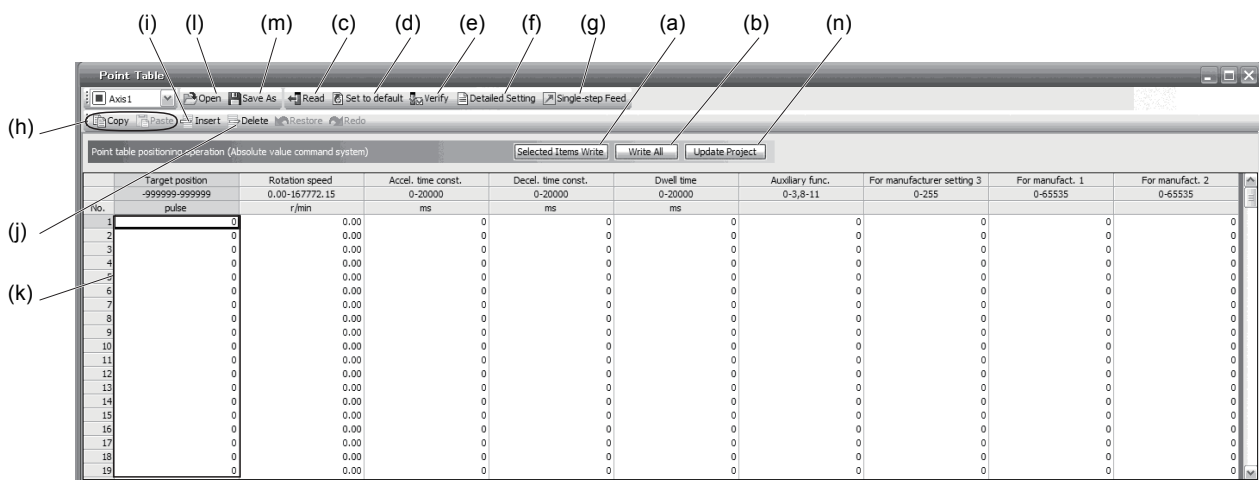 (i) (l) (m) (c) (d) (e) (f) (g) (a) (b) (n)
Point Table
Axis1 Open Save As Read Set to default Verify Detailed Setting Single-step Feed
(h)
Copy Paste Insert Delete Restore Redo
Point table positioning operation (Absolute value command system) Selected Items Write Write All Update Project
Target position Rotation speed Accel. time const. Decel. time const. Dwell time Auxiliary func. For manufacturer setting 3 For manufact. 1 For manufact. 2
-999999-999999 0.00-167772.15 0-20000 0-20000 0-20000 0-3,8-11 0-255 0-65535 0-65535
No. pulse r/min ms ms ms
1 0 0.00 0 0 0 0 0 0 0
(j)
2 0 0.00 0 0 0 0 0 0 0
3 0 0.00 0 0 0 0 0 0 0
4 0 0.00 0 0 0 0 0 0 0
5 0 0.00 0 0 0 0 0 0 0
(k)
6 0 0.00 0 0 0 0 0 0 0
7 0 0.00 0 0 0 0 0 0 0
8 0 0.00 0 0 0 0 0 0 0
9 0 0.00 0 0 0 0 0 0 0
10 0 0.00 0 0 0 0 0 0 0
11 0 0.00 0 0 0 0 0 0 0
12 0 0.00 0 0 0 0 0 0 0
13 0 0.00 0 0 0 0 0 0 0
14 0 0.00 0 0 0 0 0 0 0
15 0 0.00 0 0 0 0 0 0 0
16 0 0.00 0 0 0 0 0 0 0
17 0 0.00 0 0 0 0 0 0 0
18 0 0.00 0 0 0 0 0 0 0
19 0 0.00 0 0 0 0 0 0 0